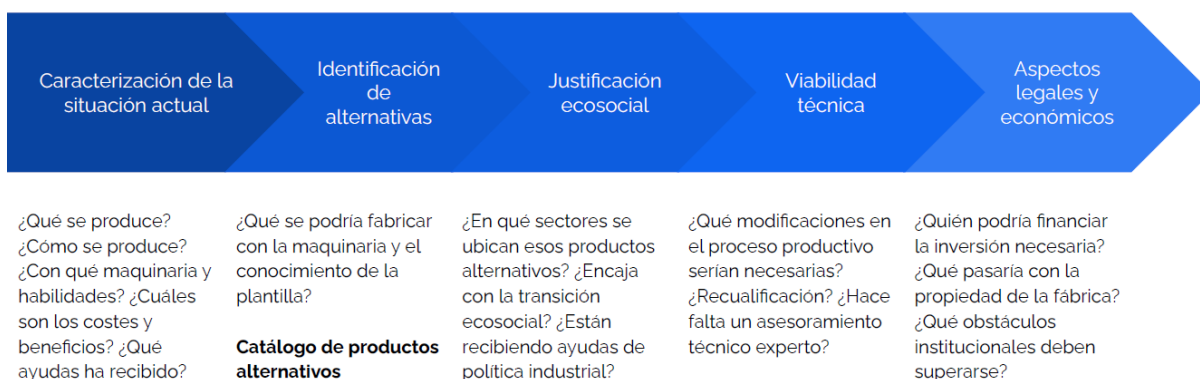 Caracterización de la
situación actual
Identificación
de
alternativas
Justificación
ecosocial
Viabilidad
técnica
Aspectos
legales y
económicos
¿Qué se produce?
¿Cómo se produce?
¿Con qué maquinaria y
habilidades? ¿Cuáles
son los costes y
beneficios? ¿Qué
ayudas ha recibido?
¿Qué se podría fabricar
con la maquinaria y el
conocimiento de la
plantilla?
Catálogo de productos
alternativos
¿En qué sectores se
ubican esos productos
alternativos? ¿Encaja
con la transición
ecosocial? ¿Están
recibiendo ayudas de
política industrial?
¿Qué modificaciones en
el proceso productivo
serían necesarias?
¿Recualificación? ¿Hace
falta un asesoramiento
técnico experto?
¿Quién podría financiar
la inversión necesaria?
¿Qué pasaría con la
propiedad de la fábrica?
¿Qué obstáculos
institucionales deben
superarse?